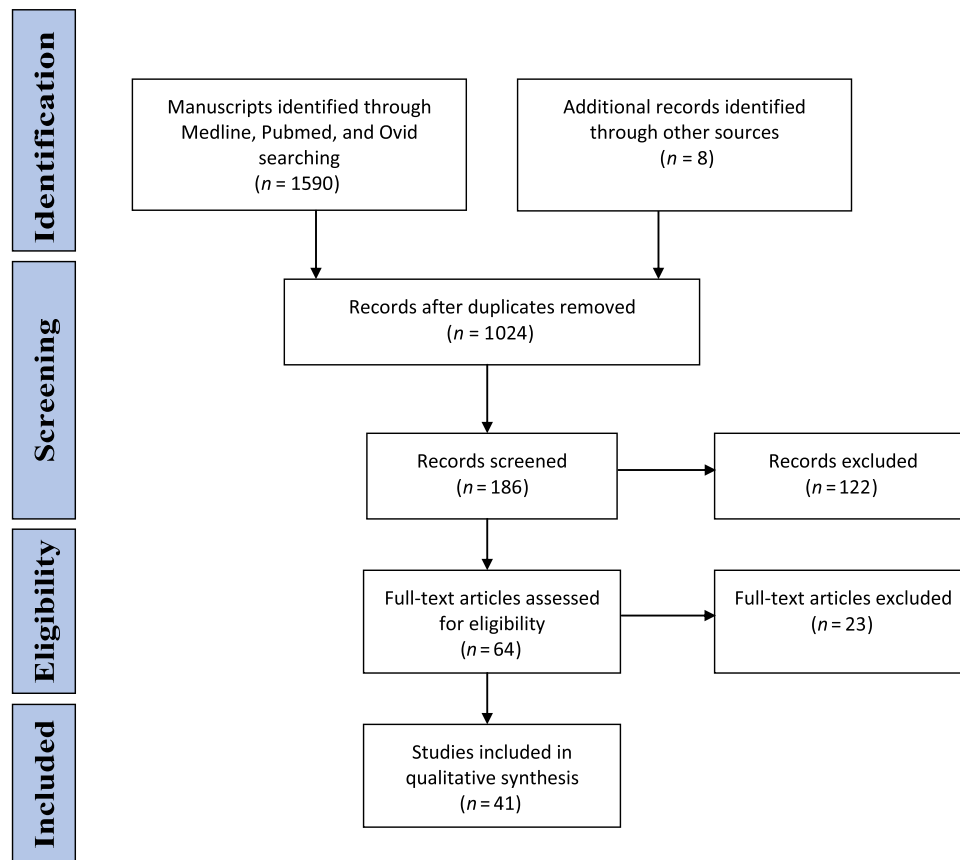 Identification
Manuscripts identified through
Medline, Pubmed, and Ovid
searching
(n = 1590)
Additional records identified
through other sources
(n = 8)
Screening
Records after duplicates removed
(n = 1024)
Records screened
(n = 186)
Records excluded
(n = 122)
Eligibility
Full-text articles assessed
for eligibility
(n = 64)
Full-text articles excluded
(n = 23)
Included
Studies included in
qualitative synthesis
(n = 41)